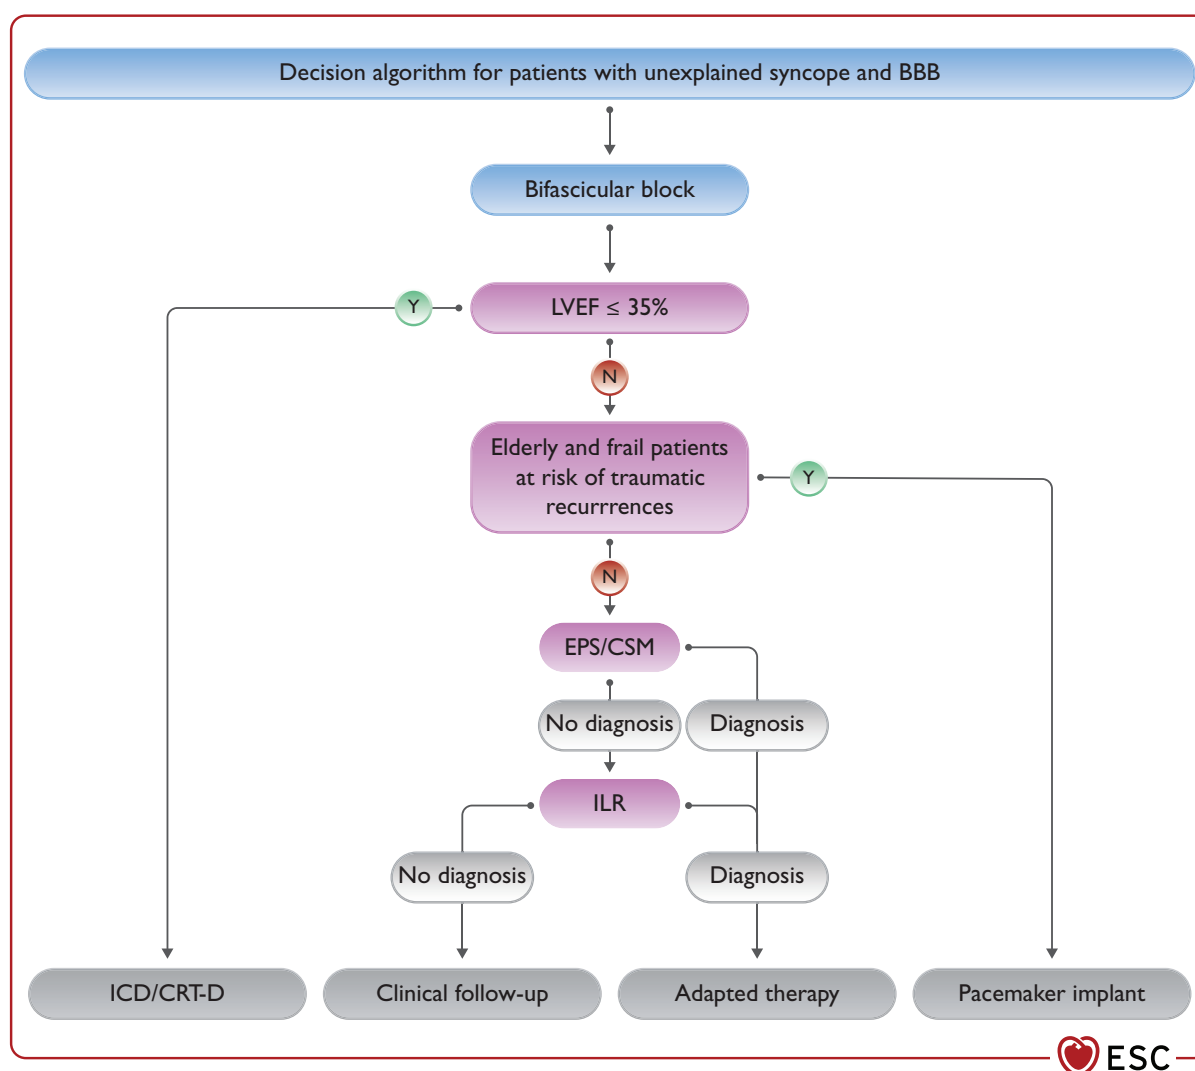 Decision algorithm for patients with unexplained syncope and BBB
Bifascicular block
Y
LVEF ≤ 35%
N
Elderly and frail patients
at risk of traumatic
recurrrences
Y
N
EPS/CSM
No diagnosis
Diagnosis
ILR
No diagnosis
Diagnosis
ICD/CRT-D
Clinical follow-up
Adapted therapy
Pacemaker implant
ESC